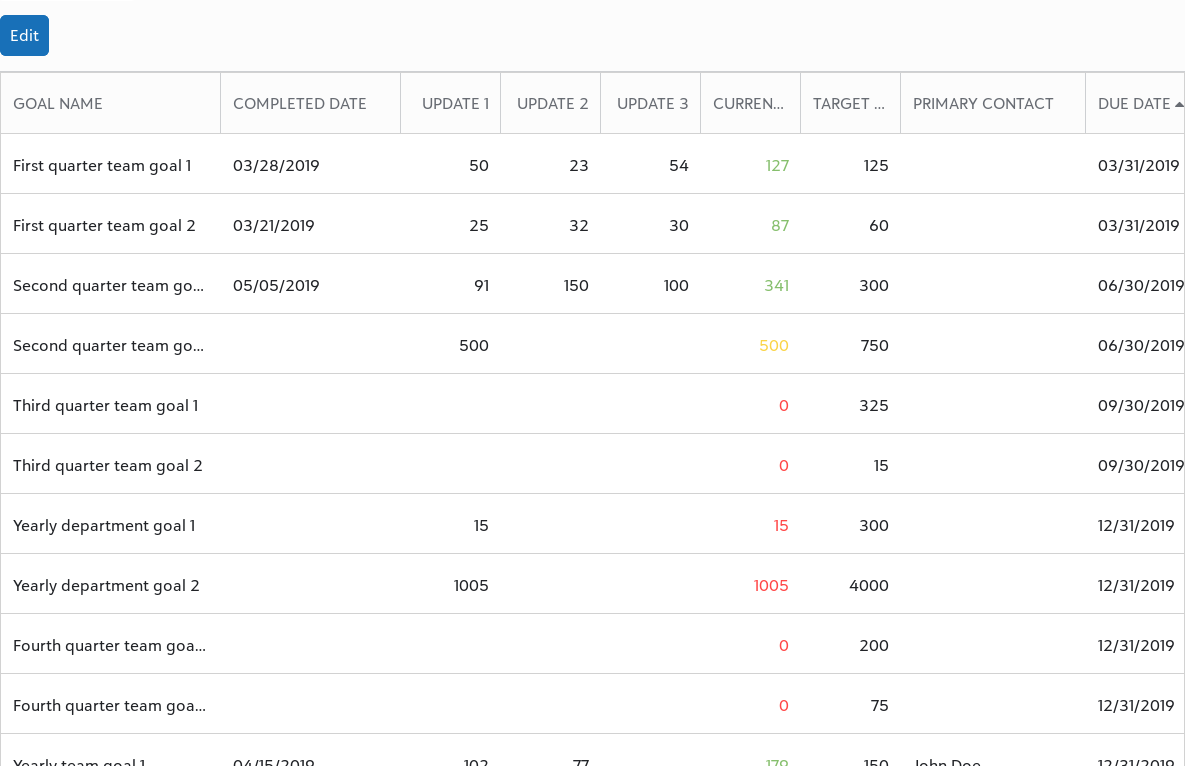 Edit
GOAL NAME COMPLETED DATE UPDATE 1 UPDATE 2 UPDATE 3 CURREN... TARGET ... PRIMARY CONTACT DUE DATE
First quarter team goal 1 03/28/2019 50 23 54 127 125 03/31/2019
First quarter team goal 2 03/21/2019 25 32 30 87 60 03/31/2019
Second quarter team go... 05/05/2019 91 150 100 341 300 06/30/2019
Second quarter team go... 500 500 750 06/30/2019
Third quarter team goal 1 0 325 09/30/2019
Third quarter team goal 2 0 15 09/30/2019
Yearly department goal 1 15 15 300 12/31/2019
Yearly department goal 2 1005 1005 4000 12/31/2019
Fourth quarter team goa... 0 200 12/31/2019
Fourth quarter team goa... 0 75 12/31/2019
Yearly team goal 1 04/15/2019 102 77 179 150 John Doe 12/31/2019